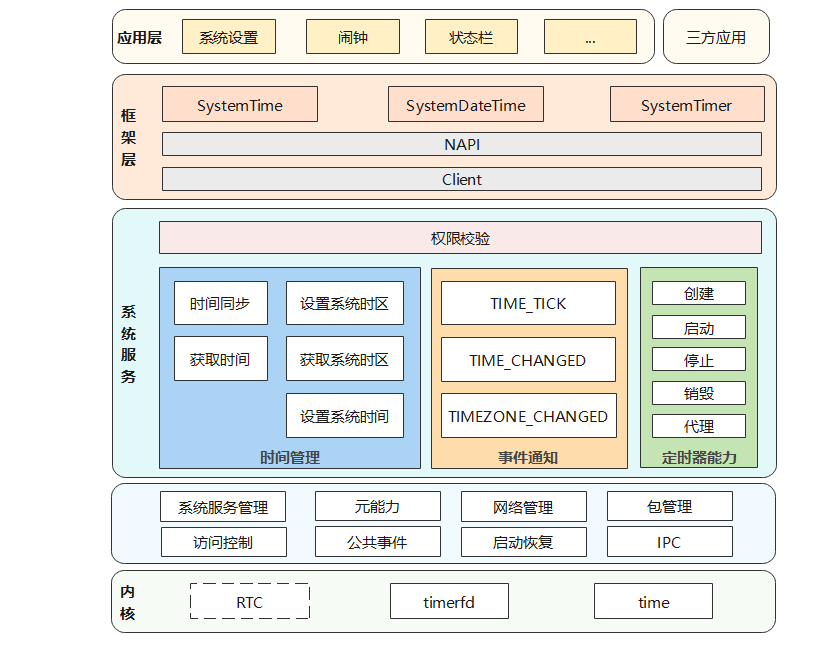 应用层
系统设置
闹钟
状态栏
...
三方应用
框架层
SystemTime
SystemDateTime
SystemTimer
NAPI
Client
系统服务
权限校验
时间同步
设置系统时区
获取时间
获取系统时区
设置系统时间
时间管理
TIME_TICK
TIME_CHANGED
TIMEZONE_CHANGED
事件通知
创建
启动
停止
销毁
代理
定时器能力
系统服务管理
元能力
网络管理
包管理
访问控制
公共事件
启动恢复
IPC
内核
RTC
timerfd
time